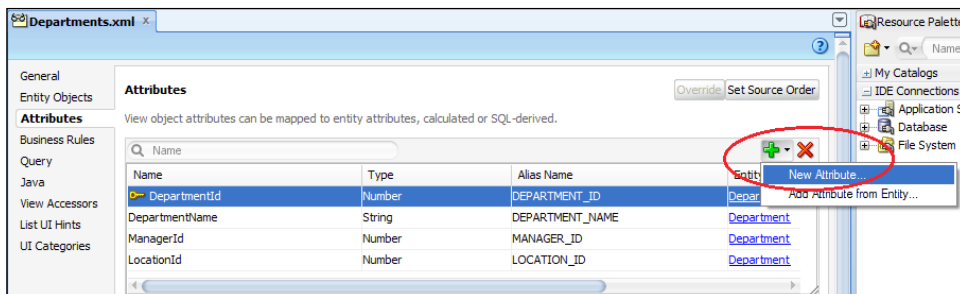 Departments.xml
Resource Palette
Name
General
Entity Objects
Attributes
Business Rules
Query
Java
View Accessors
List UI Hints
UI Categories
Attributes
Override Set Source Order
View object attributes can be mapped to entity attributes, calculated or SQL-derived.
Name
Name Type Alias Name Entity
DepartmentId Number DEPARTMENT_ID Depar
DepartmentName String DEPARTMENT_NAME Department
ManagerId Number MANAGER_ID Department
LocationId Number LOCATION_ID Department
New Attribute...
Add Attribute from Entity...
My Catalogs
IDE Connections
Application S
Database
File System